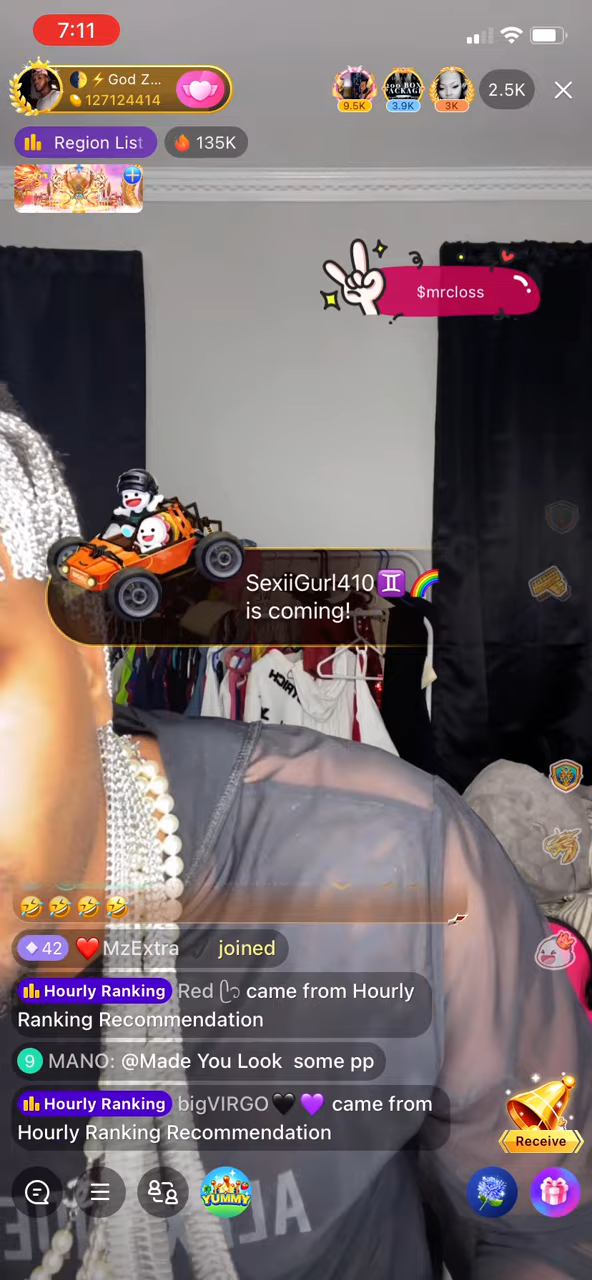 7:11
God Z...
127124414
9.5K
3.9K
3K
2.5K
Region List
135K
$mrcloss
SexiiGurl410♊🌈
is coming!
🤣🤣🤣🤣
42 ❤️MzExtra joined
Hourly Ranking Red came from Hourly
Ranking Recommendation
9 MANO: @Made You Look some pp
Hourly Ranking bigVIRGO🖤💜 came from
Hourly Ranking Recommendation
Receive
YUMMY